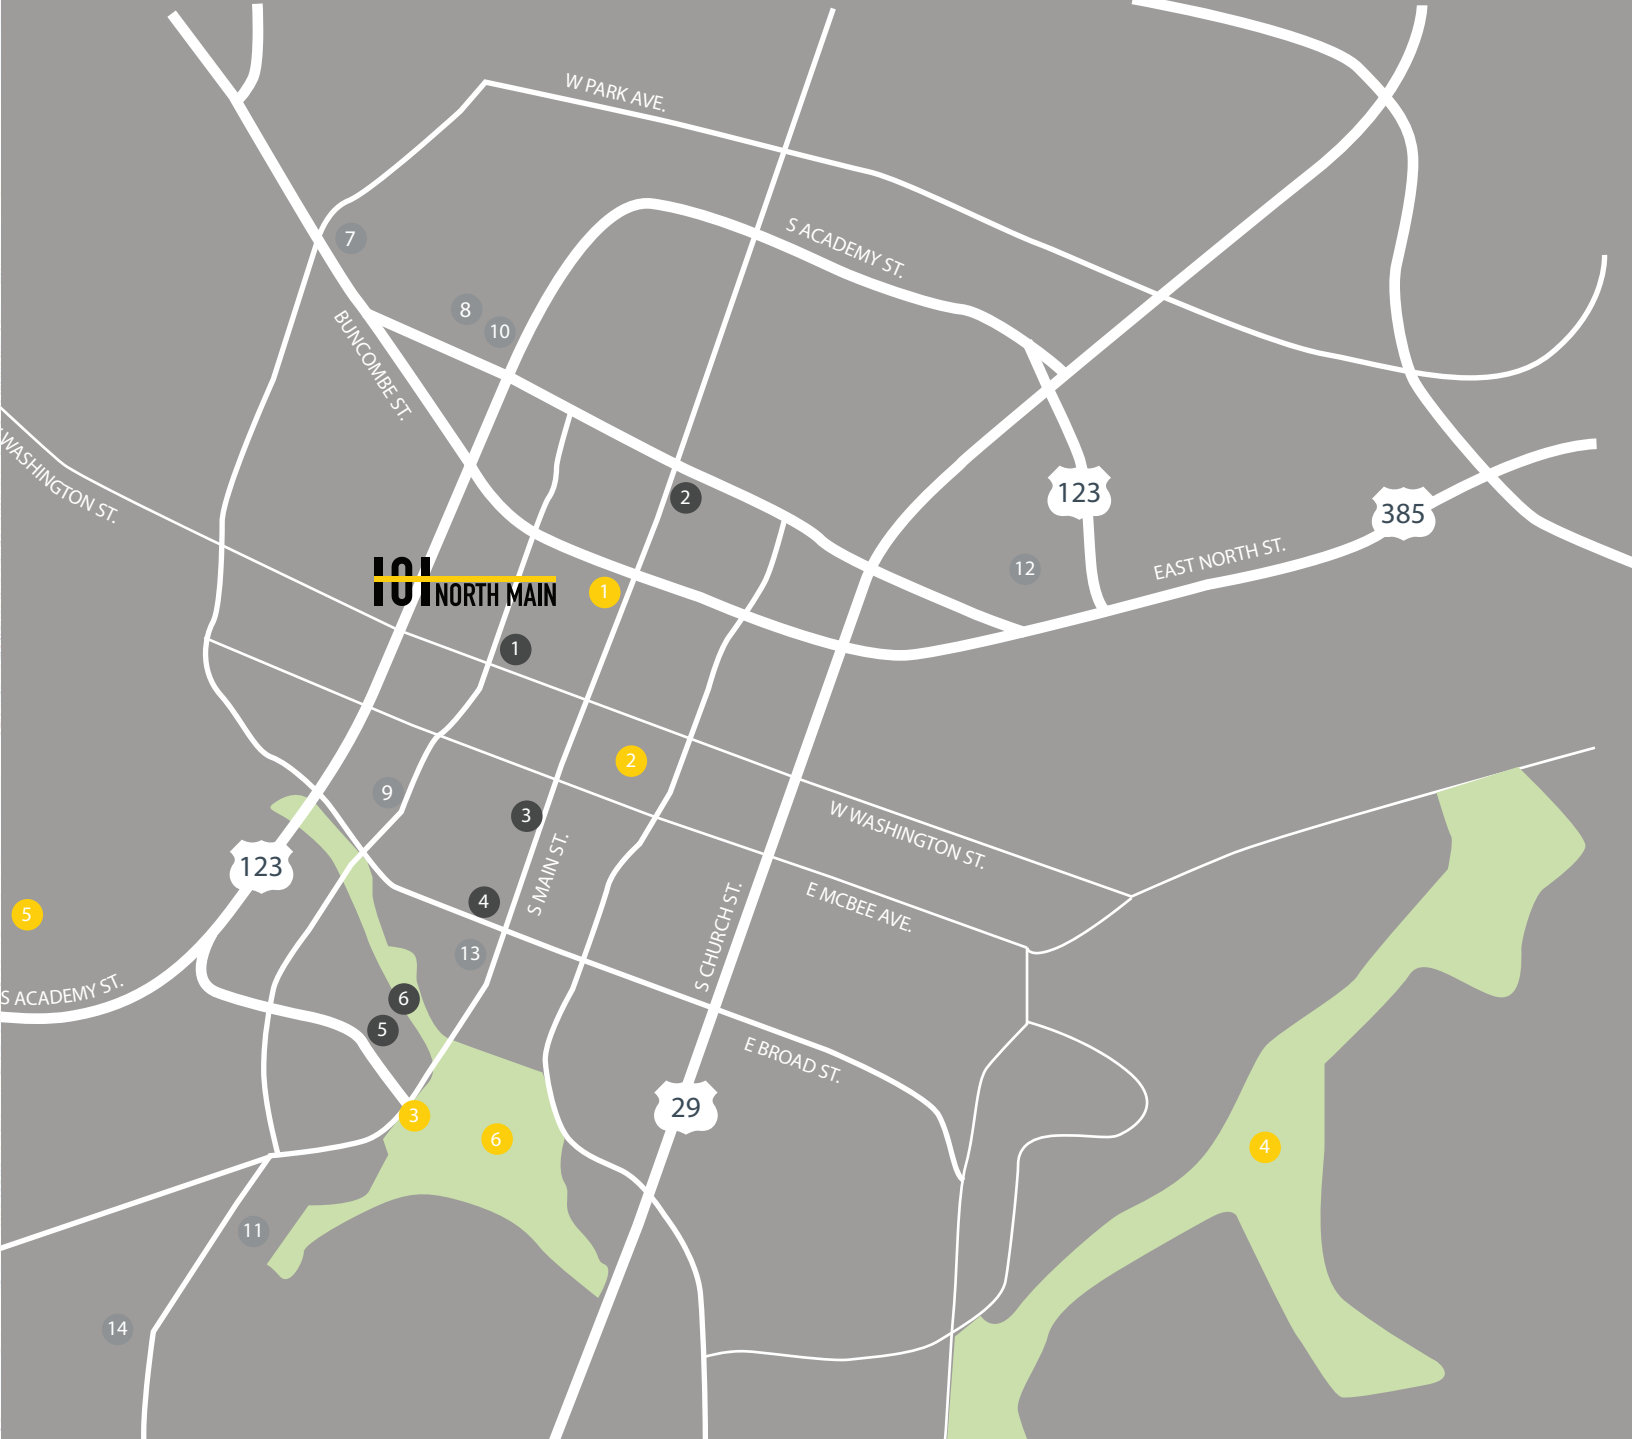 W PARK AVE.
S ACADEMY ST.
7
8
10
BUNCOMBE ST.
WASHINGTON ST.
123
2
385
EAST NORTH ST.
12
101
NORTH MAIN
1
1
2
9
3
W WASHINGTON ST.
S MAIN ST.
123
E MCBEE AVE.
4
S CHURCH ST.
5
13
S ACADEMY ST.
6
5
E BROAD ST.
29
3
6
4
11
14